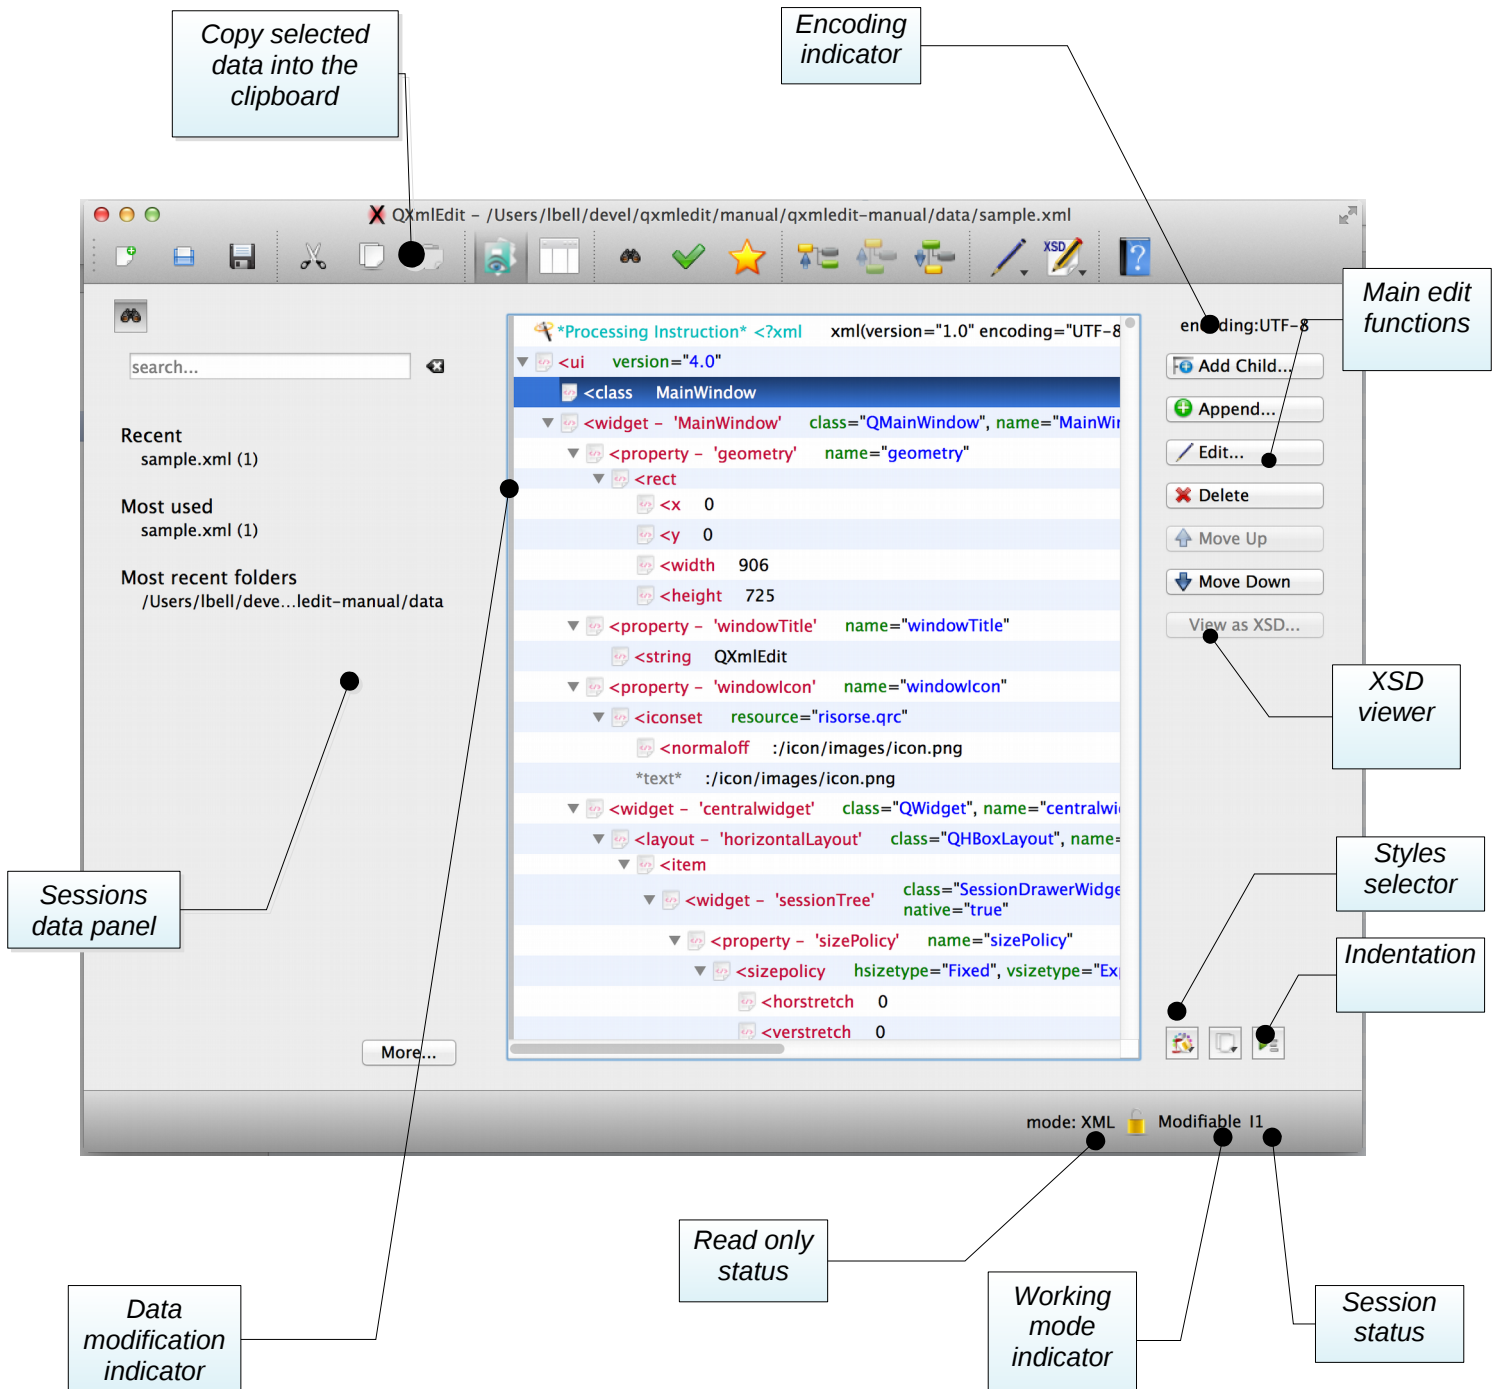 Copy selected
data into the
clipboard
Encoding
indicator
QXmlEdit – /Users/lbell/devel/qxmledit/manual/qxmledit-manual/data/sample.xml
XSD
?
Main edit
functions
search...
Recent
sample.xml (1)
Most used
sample.xml (1)
Most recent folders
/Users/lbell/deve...ledit-manual/data
More...
*Processing Instruction* <?xml xml(version="1.0" encoding="UTF-8
<ui version="4.0"
<class MainWindow
<widget – 'MainWindow' class="QMainWindow", name="MainWin
<property – 'geometry' name="geometry"
<rect
<x 0
<y 0
<width 906
<height 725
<property – 'windowTitle' name="windowTitle"
<string QXmlEdit
<property – 'windowIcon' name="windowIcon"
<iconset resource="risorse.qrc"
<normaloff :/icon/images/icon.png
*text* :/icon/images/icon.png
<widget – 'centralwidget' class="QWidget", name="centralwi
<layout – 'horizontalLayout' class="QHBoxLayout", name=
<item
<widget – 'sessionTree' class="SessionDrawerWidge
native="true"
<property – 'sizePolicy' name="sizePolicy"
<sizepolicy hsizetype="Fixed", vsizetype="Ex
<horstretch 0
<verstretch 0
encoding:UTF-8
Add Child...
Append...
Edit...
Delete
Move Up
Move Down
View as XSD...
XSD
viewer
Styles
selector
Indentation
Sessions
data panel
mode: XML Modifiable I1
Read only
status
Working
mode
indicator
Session
status
Data
modification
indicator